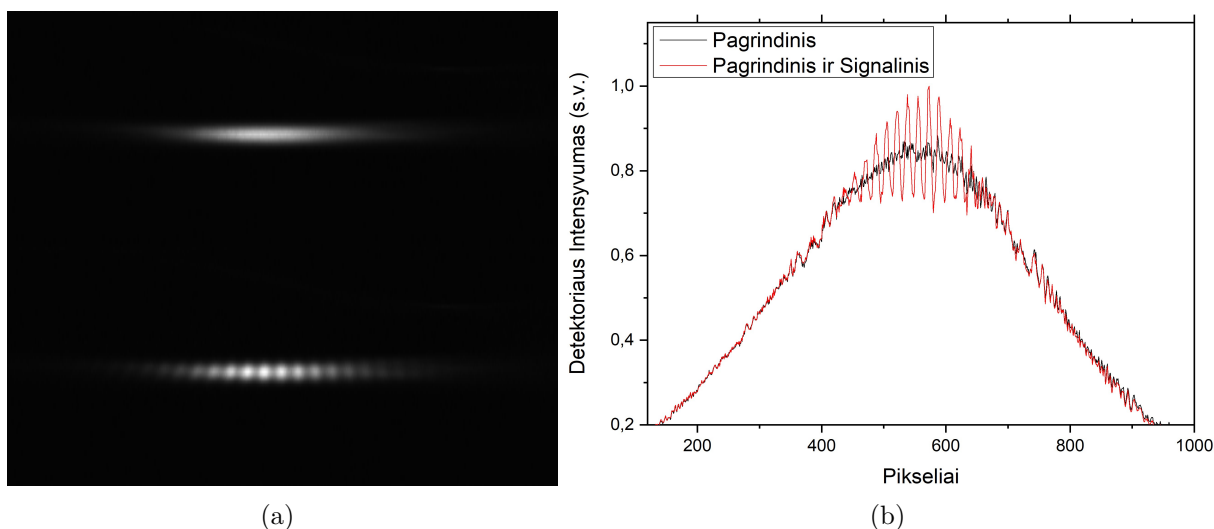 Pagrindinis
Pagrindinis ir Signalinis
Detektoriaus Intensyvumas (s.v.)
1,0
0,8
0,6
0,4
0,2
200
400
600
800
1000
Pikseliai
(a)
(b)